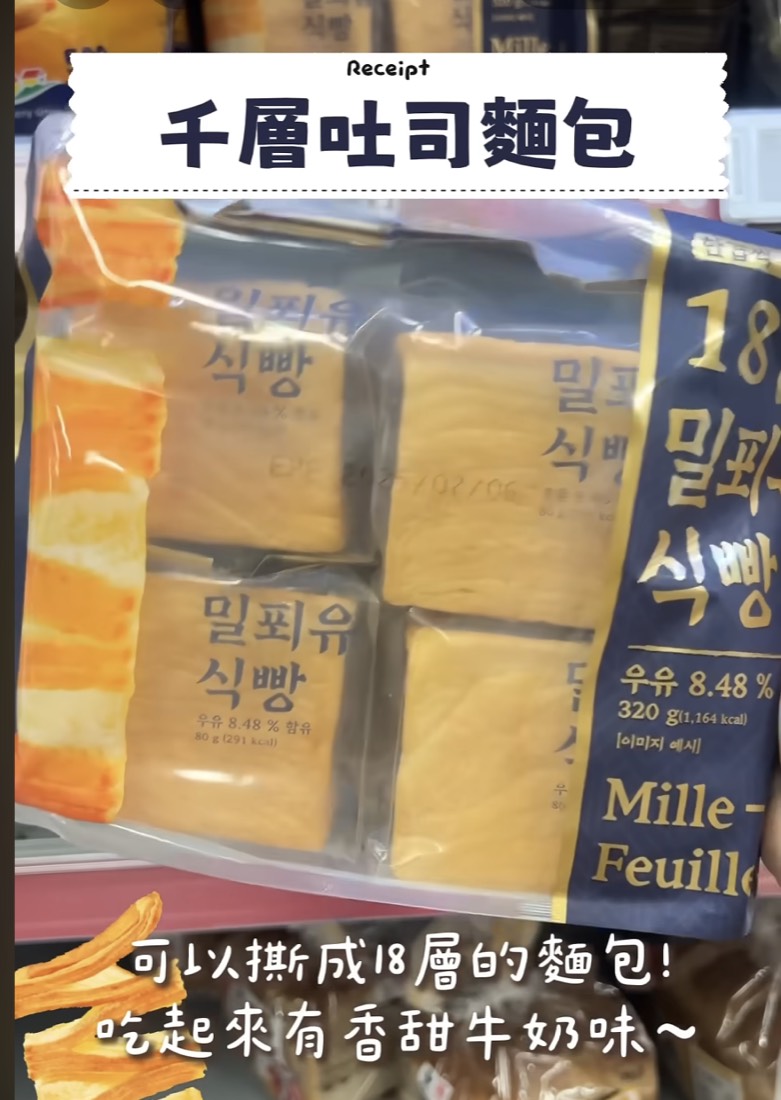 Receipt
千層吐司麵包
18
밀푀유
식빵
밀푀
식빵
밀푀유
식빵
우유 8.48 % 함유
80 g (291 kcal)
밀푀유
식빵
우유 8.48 %
320 g(1,164 kcal)
[이미지 예시]
Mille-
Feuille
可以撕成18層的麵包!
吃起來有香甜牛奶味~